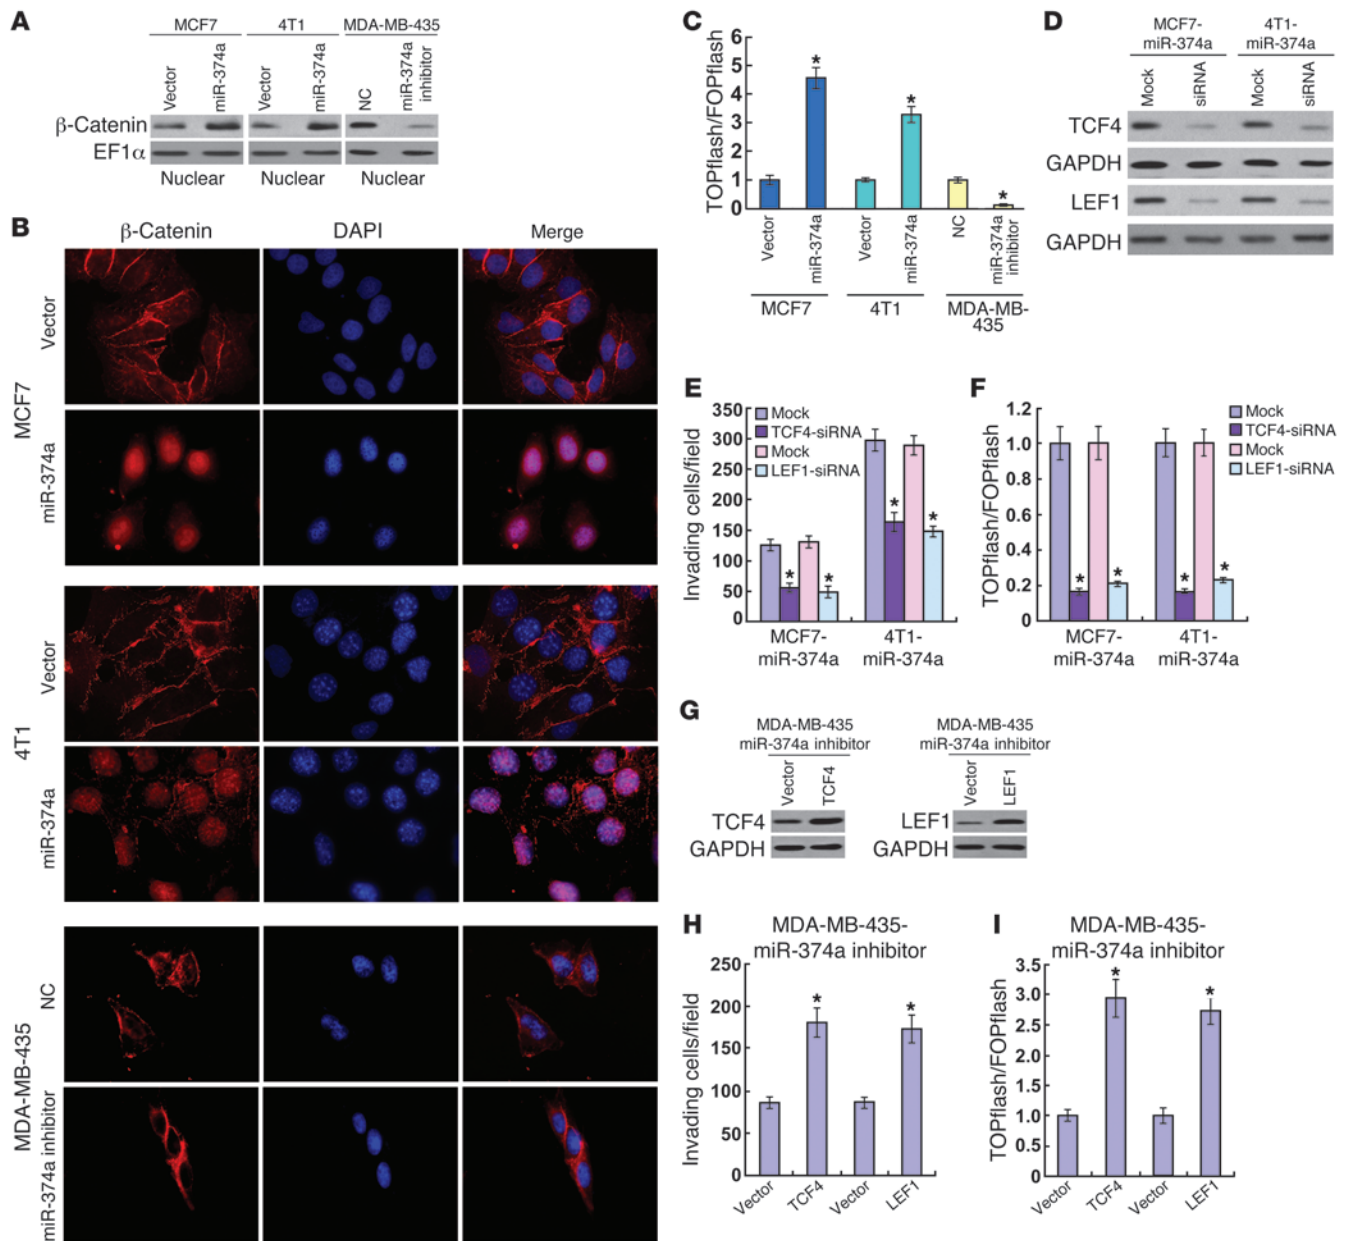 A
MCF7
4T1
MDA-MB-435
Vector
miR-374a
Vector
miR-374a
NC
miR-374a
inhibitor
β-Catenin
EF1α
Nuclear
Nuclear
Nuclear
B
β-Catenin
DAPI
Merge
MCF7
Vector
miR-374a
4T1
Vector
miR-374a
MDA-MB-435
NC
miR-374a inhibitor
C
TOPflash/FOPflash
6
5
4
3
2
1
0
*
*
*
Vector
miR-374a
Vector
miR-374a
NC
miR-374a
inhibitor
MCF7
4T1
MDA-MB-
435
D
MCF7-
miR-374a
4T1-
miR-374a
Mock
siRNA
Mock
siRNA
TCF4
GAPDH
LEF1
GAPDH
E
Invading cells/field
350
300
250
200
150
100
50
0
Mock
TCF4-siRNA
Mock
LEF1-siRNA
*
*
*
*
MCF7-
miR-374a
4T1-
miR-374a
F
TOPflash/FOPflash
1.2
1.0
0.8
0.6
0.4
0.2
0
Mock
TCF4-siRNA
Mock
LEF1-siRNA
*
*
*
*
MCF7-
miR-374a
4T1-
miR-374a
G
MDA-MB-435
miR-374a inhibitor
Vector
TCF4
TCF4
GAPDH
MDA-MB-435
miR-374a inhibitor
Vector
LEF1
LEF1
GAPDH
H
MDA-MB-435-
miR-374a inhibitor
Invading cells/field
250
200
150
100
50
0
*
*
Vector
TCF4
Vector
LEF1
I
MDA-MB-435-
miR-374a inhibitor
TOPflash/FOPflash
3.5
3.0
2.5
2.0
1.5
1.0
0.5
0
*
*
Vector
TCF4
Vector
LEF1